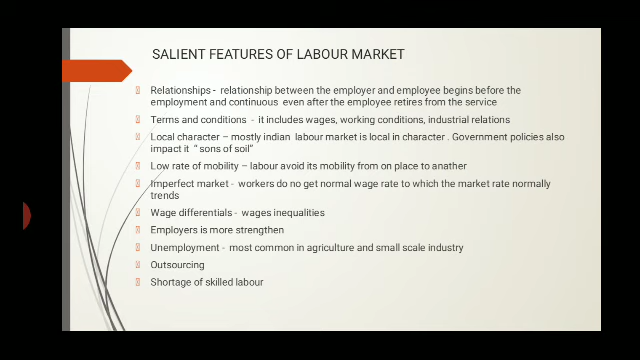 SALIENT FEATURES OF LABOUR MARKET
Relationships - relationship between the employer and employee begins before the
employment and continuous even after the employee retires from the service
Terms and conditions - it includes wages, working conditions, industrial relations
Local character – mostly indian labour market is local in character . Government policies also
impact it “ sons of soil”
Low rate of mobility – labour avoid its mobility from on place to anather
Imperfect market - workers do no get normal wage rate to which the market rate normally
trends
Wage differentials - wages inequalities
Employers is more strengthen
Unemployment - most common in agriculture and small scale industry
Outsourcing
Shortage of skilled labour